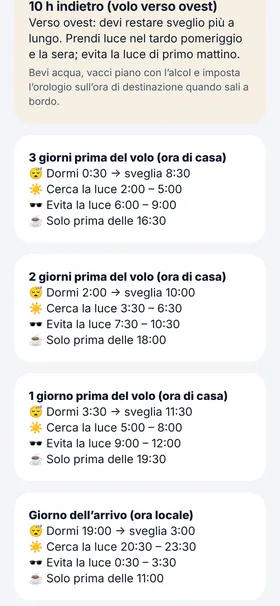 10 h indietro (volo verso ovest)
Verso ovest: devi restare sveglio più a
lungo. Prendi luce nel tardo pomeriggio
e la sera; evita la luce di primo mattino.
Bevi acqua, vacci piano con l’alcol e imposta
l’orologio sull’ora di destinazione quando sali a
bordo.
3 giorni prima del volo (ora di casa)
😴 Dormi 0:30 → sveglia 8:30
☀️ Cerca la luce 2:00 – 5:00
🕶️ Evita la luce 6:00 – 9:00
☕ Solo prima delle 16:30
2 giorni prima del volo (ora di casa)
😴 Dormi 2:00 → sveglia 10:00
☀️ Cerca la luce 3:30 – 6:30
🕶️ Evita la luce 7:30 – 10:30
☕ Solo prima delle 18:00
1 giorno prima del volo (ora di casa)
😴 Dormi 3:30 → sveglia 11:30
☀️ Cerca la luce 5:00 – 8:00
🕶️ Evita la luce 9:00 – 12:00
☕ Solo prima delle 19:30
Giorno dell’arrivo (ora locale)
😴 Dormi 19:00 → sveglia 3:00
☀️ Cerca la luce 20:30 – 23:30
🕶️ Evita la luce 0:30 – 3:30
☕ Solo prima delle 11:00